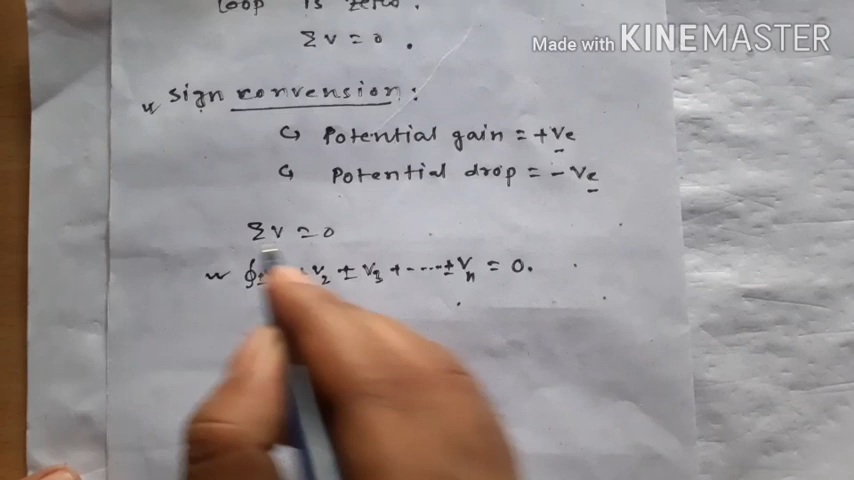 loop is zero.
Σv = 0 .
Made with KINEMASTER
sign convension :
Potential gain = +ve
Potential drop = -ve
Σv = 0
v₂ ± v₃ + ---- ± vₙ = 0.